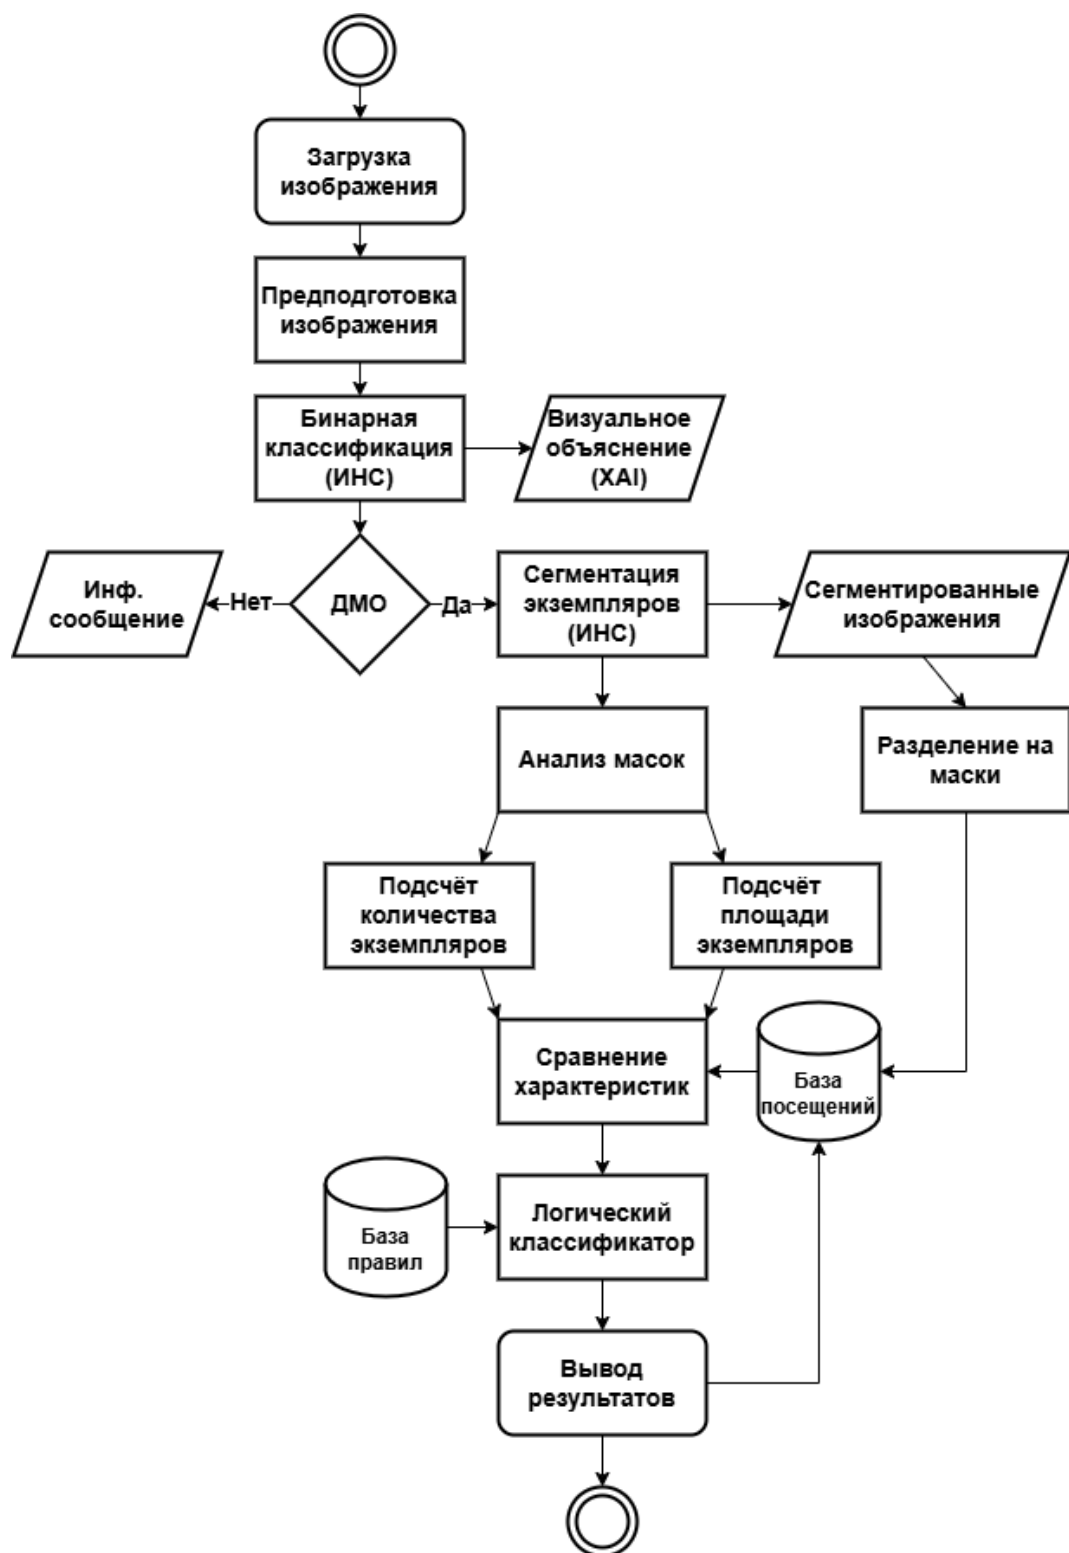 Загрузка
изображения
Предподготовка
изображения
Бинарная
классификация
(ИНС)
Визуальное
объяснение
(XAI)
Инф.
сообщение
Нет
ДМО
Да
Сегментация
экземпляров
(ИНС)
Сегментированные
изображения
Анализ масок
Разделение на
маски
Подсчёт
количества
экземпляров
Подсчёт
площади
экземпляров
Сравнение
характеристик
База
посещений
База
правил
Логический
классификатор
Вывод
результатов